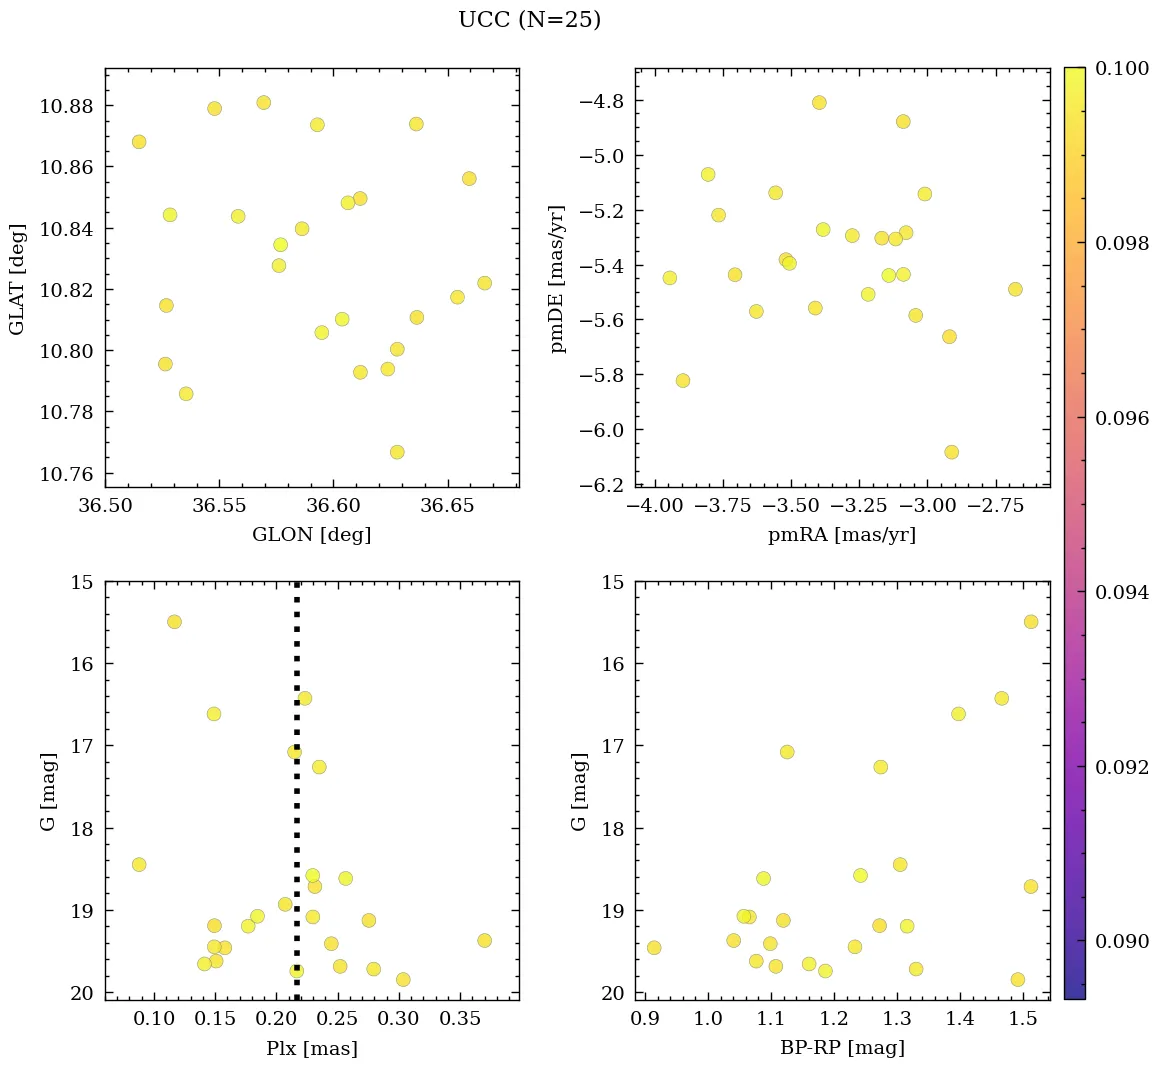 UCC (N=25)
10.88
10.86
10.84
10.82
10.80
10.78
10.76
GLAT [deg]
36.50 36.55 36.60 36.65
GLON [deg]
−4.8
−5.0
−5.2
−5.4
−5.6
−5.8
−6.0
−6.2
pmDE [mas/yr]
−4.00 −3.75 −3.50 −3.25 −3.00 −2.75
pmRA [mas/yr]
15
16
17
18
19
20
G [mag]
0.10 0.15 0.20 0.25 0.30 0.35
Plx [mas]
15
16
17
18
19
20
G [mag]
0.9 1.0 1.1 1.2 1.3 1.4 1.5
BP-RP [mag]
0.100
0.098
0.096
0.094
0.092
0.090